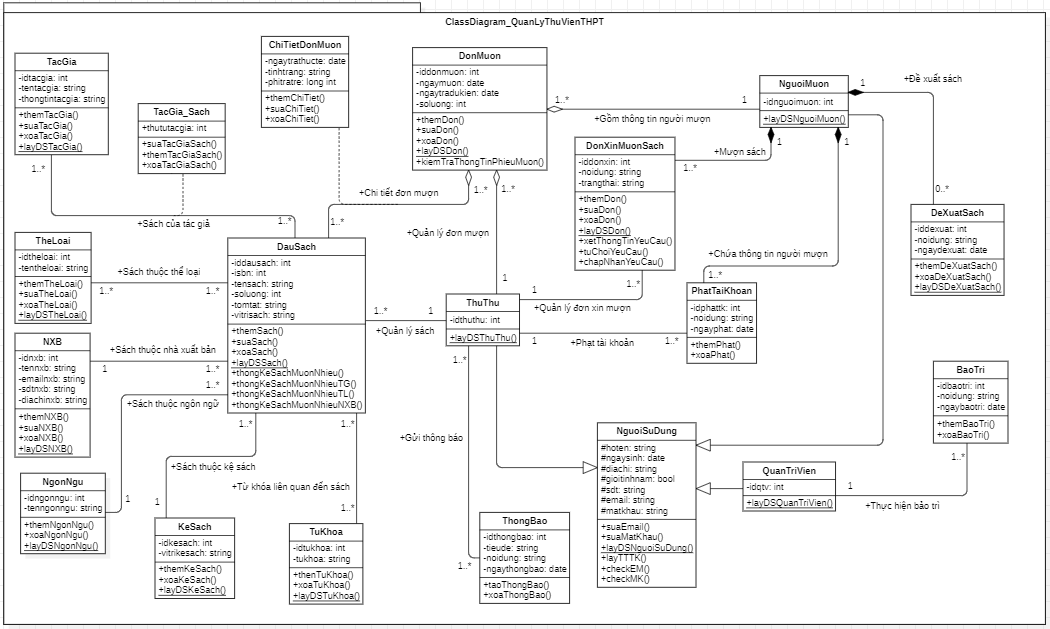 ClassDiagram_QuanLyThuVienTHPT
TacGia
-idtacgia: int
-tentacgia: string
-thongtintacgia: string
+themTacGia()
+suaTacGia()
+xoaTacGia()
+layDSTacGia()
1..*
TacGia_Sach
-thututacgia: int
+suaTacGiaSach()
+themTacGiaSach()
+xoaTacGiaSach()
+Sách của tác giả
1..*
ChiTietDonMuon
-ngaytrathucte: date
-tinhtrang: string
-phitratre: long int
+themChiTiet()
+suaChiTiet()
+xoaChiTiet()
+Chi tiết đơn mượn
1..*
1..*
DonMuon
-iddonmuon: int
-ngaymuon: date
-ngaytradukien: date
-soluong: int
+themDon()
+suaDon()
+xoaDon()
+layDSDon()
+kiemTraThongTinPhieuMuon()
1..*
+Gồm thông tin người mượn
1
1..*
+Quản lý đơn mượn
1
NguoiMuon
-idnguoimuon: int
+layDSNguoiMuon()
1
+Đề xuất sách
0..*
+Mượn sách
1
1..*
1
+Chứa thông tin người mượn
1..*
DonXinMuonSach
-iddonxin: int
-noidung: string
-trangthai: string
+themDon()
+suaDon()
+xoaDon()
+layDSDon()
+xetThongTinYeuCau()
+tuChoiYeuCau()
+chapNhanYeuCau()
1..*
DeXuatSach
-iddexuat: int
-noidung: string
-ngaydexuat: date
+themDeXuatSach()
+xoaDeXuatSach()
+layDSDeXuatSach()
TheLoai
-idtheloai: int
-tentheloai: string
+themTheLoai()
+suaTheLoai()
+xoaTheLoai()
+layDSTheLoai()
+Sách thuộc thể loại
1..*
1..*
DauSach
-iddausach: int
-isbn: int
-tensach: string
-soluong: int
-tomtat: string
-vitrisach: string
+themSach()
+suaSach()
+xoaSach()
+layDSSach()
+thongKeSachMuonNhieu()
+thongKeSachMuonNhieuTG()
+thongKeSachMuonNhieuTL()
+thongKeSachMuonNhieuNXB()
1..*
+Quản lý sách
1
ThuThu
-idthuthu: int
+layDSThuThu()
1
+Quản lý đơn xin mượn
1
+Phạt tài khoản
1..*
PhatTaiKhoan
-idphattk: int
-noidung: string
-ngayphat: date
+themPhat()
+xoaPhat()
NXB
-idnxb: int
-tennxb: string
-emailnxb: string
-sdtnxb: string
-diachinxb: string
+themNXB()
+suaNXB()
+xoaNXB()
+layDSNXB()
+Sách thuộc nhà xuất bản
1
1..*
1..*
+Sách thuộc ngôn ngữ
1
NgonNgu
-idngonngu: int
-tenngonngu: string
+themNgonNgu()
+xoaNgonNgu()
+layDSNgonNgu()
1..*
+Sách thuộc kệ sách
1
KeSach
-idkesach: int
-vitrikesach: string
+themKeSach()
+xoaKeSach()
+layDSKeSach()
1..*
+Từ khóa liên quan đến sách
1..*
TuKhoa
-idtukhoa: int
-tukhoa: string
+thenTuKhoa()
+xoaTuKhoa()
+layDSTuKhoa()
1..*
+Gửi thông báo
1..*
ThongBao
-idthongbao: int
-tieude: string
-noidung: string
-ngaythongbao: date
+taoThongBao()
+xoaThongBao()
NguoiSuDung
#hoten: string
#ngaysinh: date
#diachi: string
#gioitinhnam: bool
#sdt: string
#email: string
#matkhau: string
+suaEmail()
+suaMatKhau()
+layDSNguoiSuDung()
+layTTTK()
+checkEM()
+checkMK()
QuanTriVien
-idqtv: int
+layDSQuanTriVien()
1
+Thực hiện bảo trì
1..*
BaoTri
-idbaotri: int
-noidung: string
-ngaybaotri: date
+themBaoTri()
+xoaBaoTri()